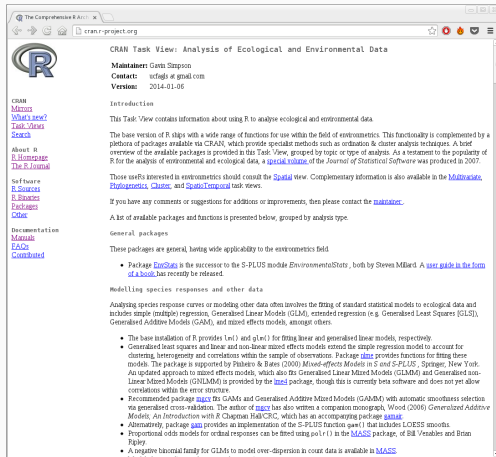 The Comprehensive R Arch
cran.r-project.org
R
CRAN
Mirrors
What's new?
Task Views
Search
About R
R Homepage
The R Journal
Software
R Sources
R Binaries
Packages
Other
Documentation
Manuals
FAQs
Contributed
CRAN Task View: Analysis of Ecological and Environmental Data
Maintainer: Gavin Simpson
Contact: ucfagls at gmail.com
Version: 2014-01-06
Introduction
This Task View contains information about using R to analyse ecological and environmental data.
The base version of R ships with a wide range of functions for use within the field of environmetrics. This functionality is complemented by a
plethora of packages available via CRAN, which provide specialist methods such as ordination & cluster analysis techniques. A brief
overview of the available packages is provided in this Task View, grouped by topic or type of analysis. As a testament to the popularity of
R for the analysis of environmental and ecological data, a special volume of the Journal of Statistical Software was produced in 2007.
Those useRs interested in environmetrics should consult the Spatial view. Complementary information is also available in the Multivariate,
Phylogenetics, Cluster, and SpatioTemporal task views.
If you have any comments or suggestions for additions or improvements, then please contact the maintainer .
A list of available packages and functions is presented below, grouped by analysis type.
General packages
These packages are general, having wide applicability to the environmetrics field.
• Package EnvStats is the successor to the S-PLUS module EnvironmentalStats , both by Steven Millard. A user guide in the form
of a book has recently be released.
Modelling species responses and other data
Analysing species response curves or modeling other data often involves the fitting of standard statistical models to ecological data and
includes simple (multiple) regression, Generalised Linear Models (GLM), extended regression (e.g. Generalised Least Squares [GLS]),
Generalised Additive Models (GAM), and mixed effects models, amongst others.
• The base installation of R provides lm() and glm() for fitting linear and generalised linear models, respectively.
• Generalised least squares and linear and non-linear mixed effects models extend the simple regression model to account for
clustering, heterogeneity and correlations within the sample of observations. Package nlme provides functions for fitting these
models. The package is supported by Pinheiro & Bates (2000) Mixed-effects Models in S and S-PLUS , Springer, New York.
An updated approach to mixed effects models, which also fits Generalised Linear Mixed Models (GLMM) and Generalised non-
Linear Mixed Models (GNLMM) is provided by the lme4 package, though this is currently beta software and does not yet allow
correlations within the error structure.
• Recommended package mgcv fits GAMs and Generalised Additive Mixed Models (GAMM) with automatic smoothness selection
via generalised cross-validation. The author of mgcv has also written a companion monograph, Wood (2006) Generalized Additive
Models; An Introduction with R Chapman Hall/CRC, which has an accompanying package gamair.
• Alternatively, package gam provides an implementation of the S-PLUS function gam() that includes LOESS smooths.
• Proportional odds models for ordinal responses can be fitted using polr() in the MASS package, of Bill Venables and Brian
Ripley.
• A negative binomial family for GLMs to model over-dispersion in count data is available in MASS.